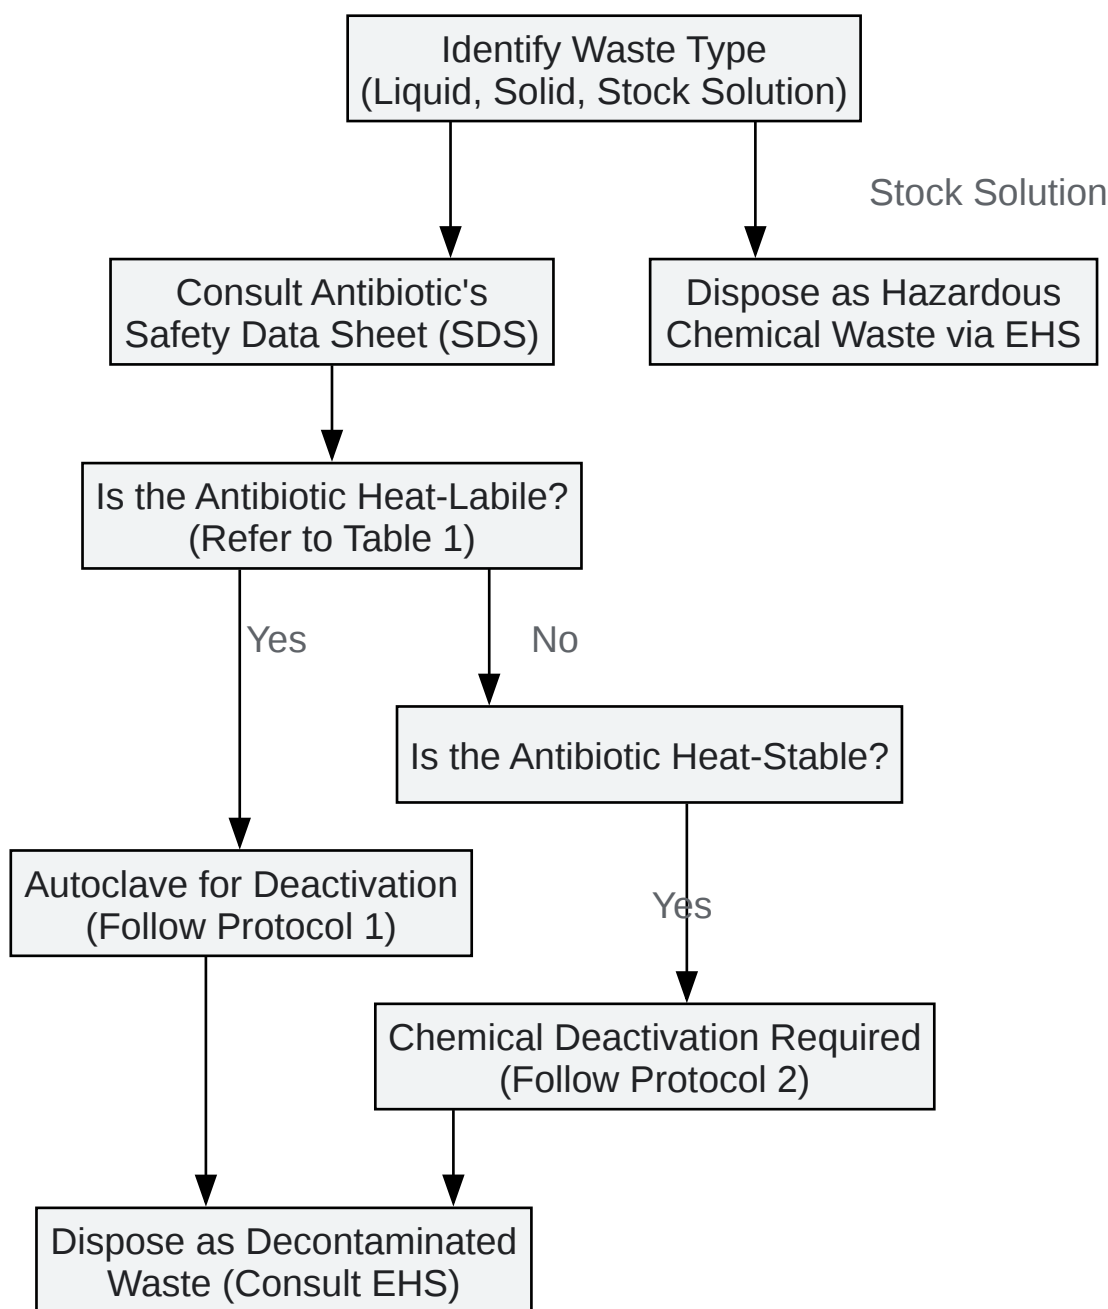 Identify Waste Type
(Liquid, Solid, Stock Solution)
Stock Solution
Consult Antibiotic's
Safety Data Sheet (SDS)
Dispose as Hazardous
Chemical Waste via EHS
Is the Antibiotic Heat-Labile?
(Refer to Table 1)
Yes
No
Is the Antibiotic Heat-Stable?
Autoclave for Deactivation
(Follow Protocol 1)
Yes
Chemical Deactivation Required
(Follow Protocol 2)
Dispose as Decontaminated
Waste (Consult EHS)